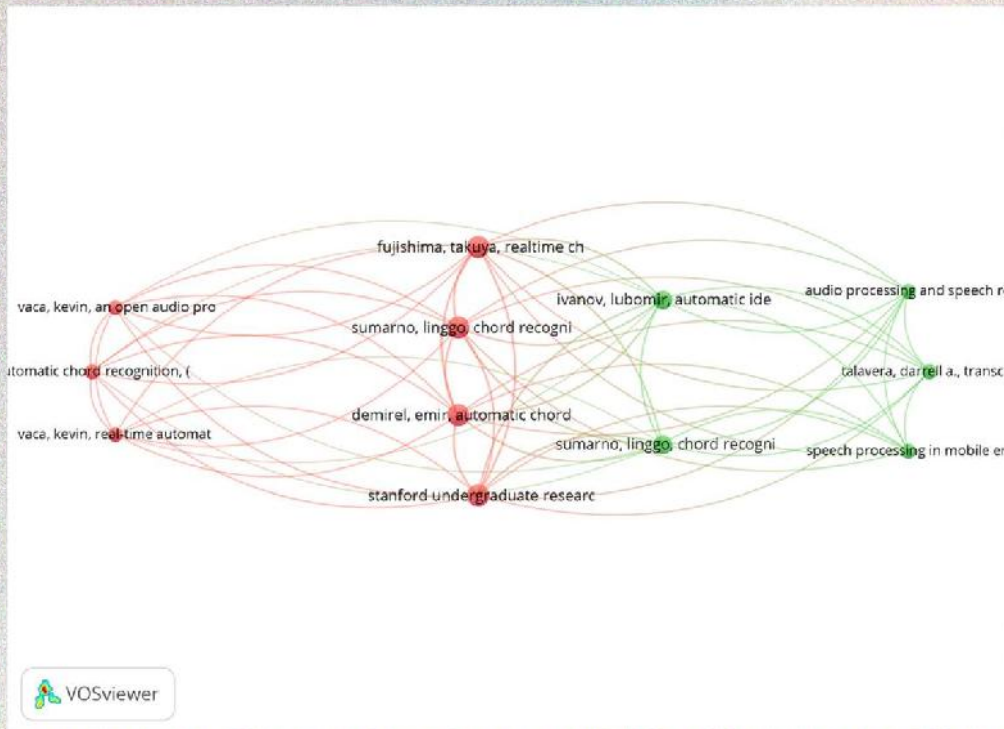 fujishima, takuya, realtime ch
vaca, kevin, an open audio pro
sumarno, linggo, chord recogni
ivanov, lubomir, automatic ide
audio processing and speech r
utomatic chord recognition, (
talavera, darrell a., transc
vaca, kevin, real-time automat
demirel, emir, automatic chord
sumarno, linggo, chord recogni
speech processing in mobile e
stanford undergraduate researc
VOSviewer